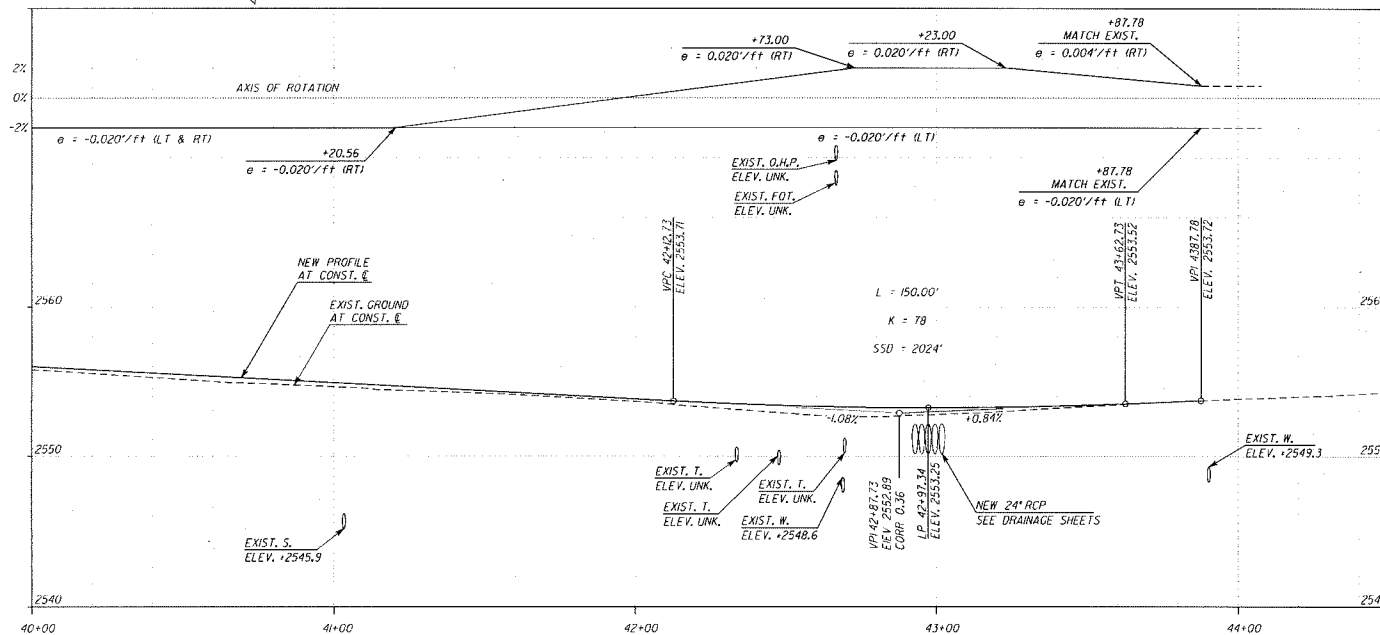 +73.00
e = 0.020'/ft (RT)
+23.00
e = 0.020'/ft (RT)
+87.78
MATCH EXIST.
e = 0.004'/ft (RT)
2%
0%
-2%
AXIS OF ROTATION
e = -0.020'/ft (LT & RT)
+20.56
e = -0.020'/ft (RT)
e = -0.020'/ft (LT)
EXIST. O.H.P.
ELEV. UNK.
EXIST. FOT.
ELEV. UNK.
+87.78
MATCH EXIST.
e = -0.020'/ft (LT)
VPC 42+12.73
ELEV. 2553.71
VPT 43+62.73
ELEV. 2553.52
VPI 4387.78
ELEV. 2553.72
NEW PROFILE
AT CONST. ℄
EXIST. GROUND
AT CONST. ℄
L = 150.00'
K = 78
SSD = 2024'
2560
256
-1.08%
+0.84%
2550
255
EXIST. T.
ELEV. UNK.
EXIST. T.
ELEV. UNK.
EXIST. T.
ELEV. UNK.
EXIST. W.
ELEV. +2548.6
VPI 42+87.73
ELEV 2552.89
CORR 0.36
LP 42+97.34
ELEV. 2553.25
NEW 24" RCP
SEE DRAINAGE SHEETS
EXIST. W.
ELEV. +2549.3
EXIST. S.
ELEV. +2545.9
2540
254
40+00
41+00
42+00
43+00
44+00